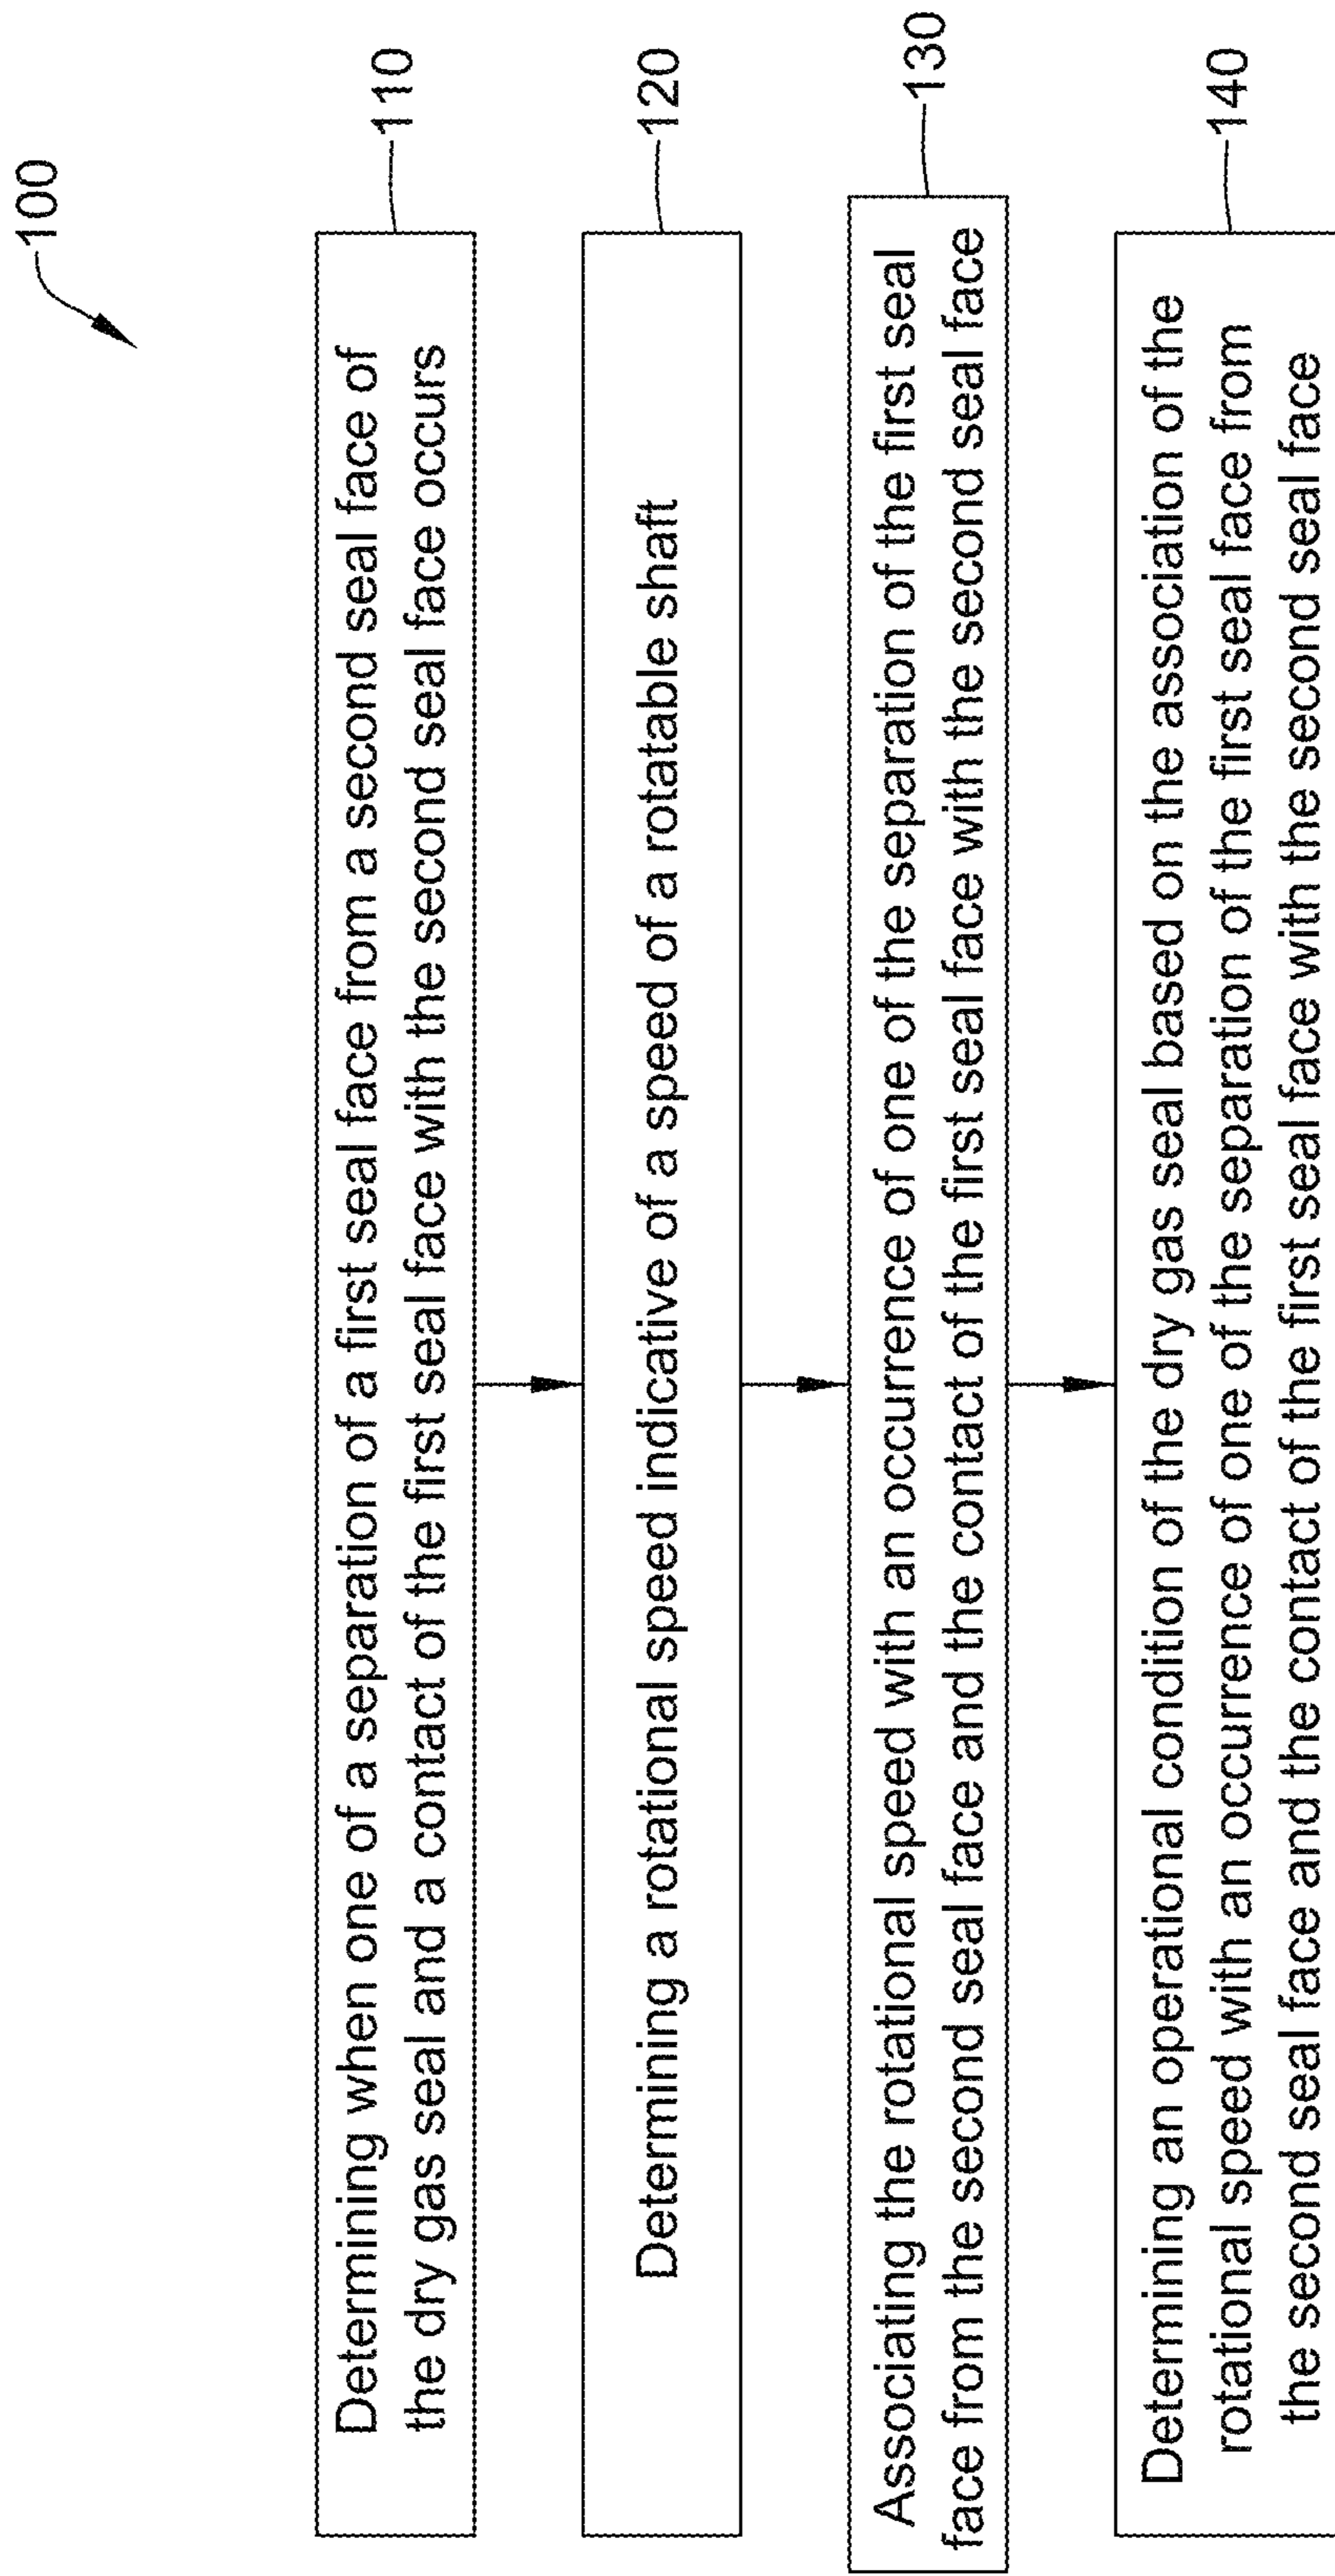 100
Determining when one of a separation of a first seal face from a second seal face of
the dry gas seal and a contact of the first seal face with the second seal face occurs
110
Determining a rotational speed indicative of a speed of a rotatable shaft
120
Associating the rotational speed with an occurrence of one of the separation of the first seal
face from the second seal face and the contact of the first seal face with the second seal face
130
Determining an operational condition of the dry gas seal based on the association of the
rotational speed with an occurrence of one of the separation of the first seal face from
the second seal face and the contact of the first seal face with the second seal face
140